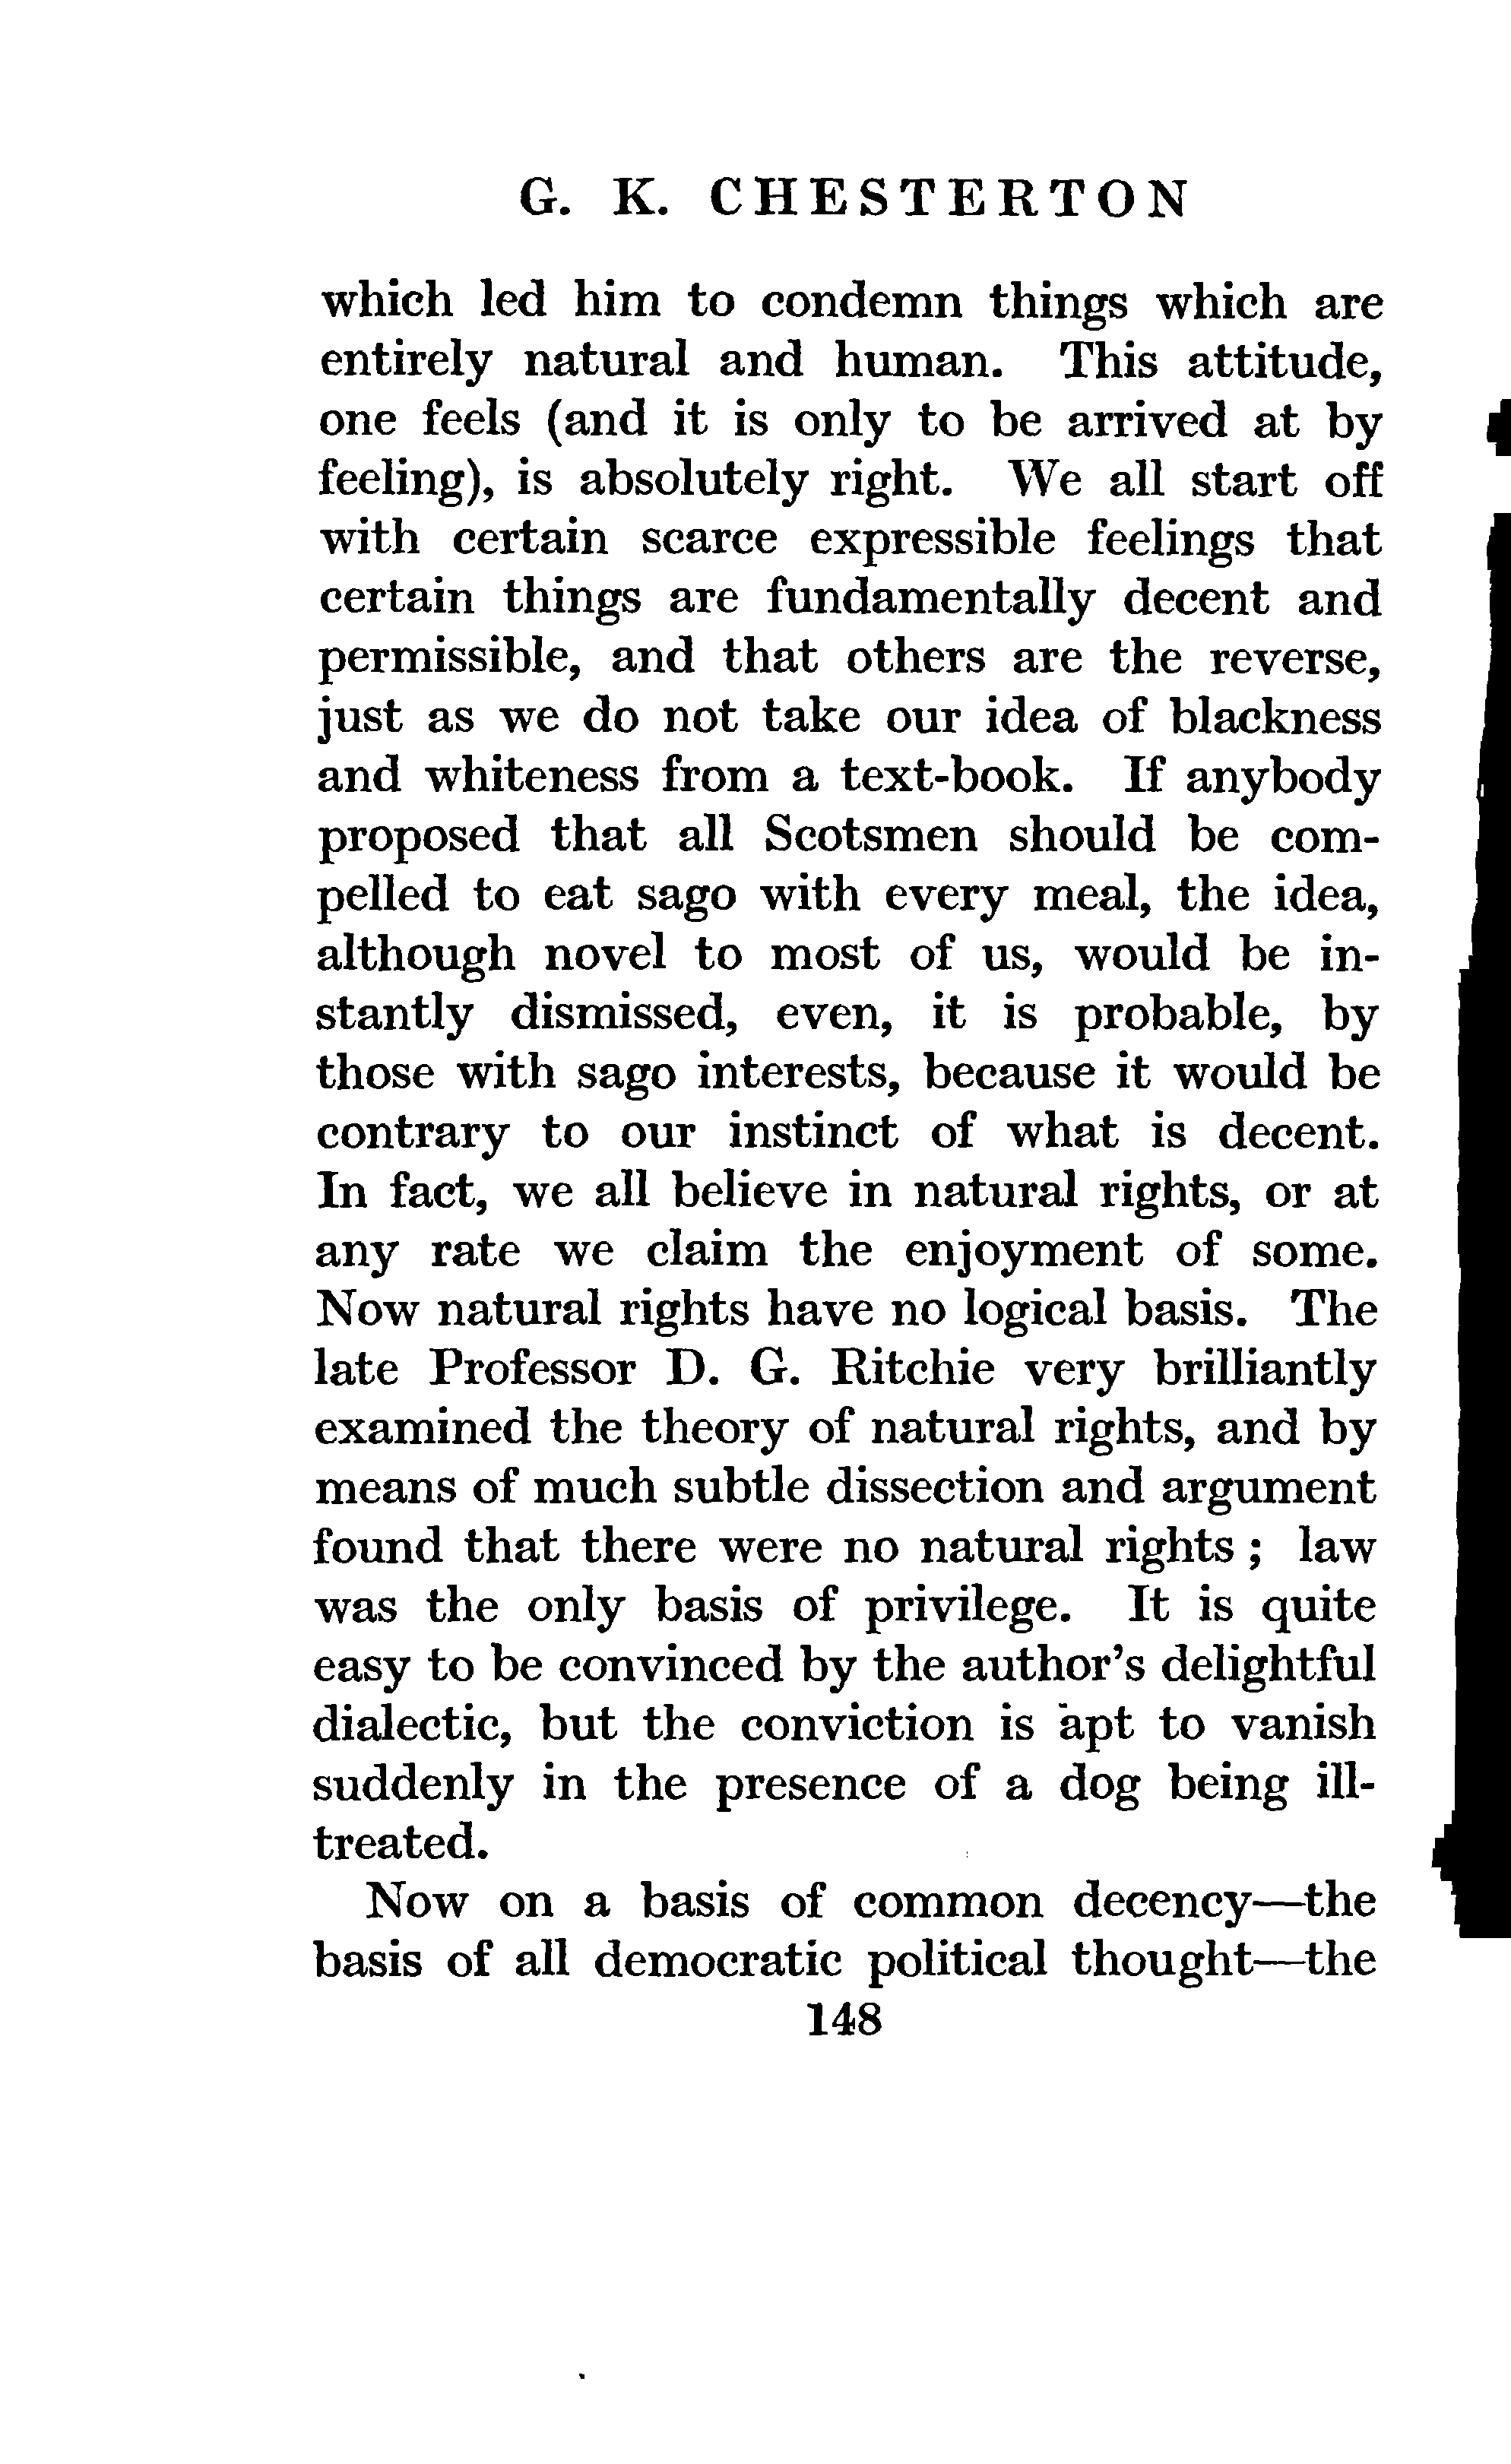 G. K. CHESTERTON
which led him to condemn things which are
entirely natural and human. This attitude,
one feels (and it is only to be arrived at by
feeling), is absolutely right. We all start off
with certain scarce expressible feelings that
certain things are fundamentally decent and
permissible, and that others are the reverse,
just as we do not take our idea of blackness
and whiteness from a text-book. If anybody
proposed that all Scotsmen should be com-
pelled to eat sago with every meal, the idea,
although novel to most of us, would be in-
stantly dismissed, even, it is probable, by
those with sago interests, because it would be
contrary to our instinct of what is decent.
In fact, we all believe in natural rights, or at
any rate we claim the enjoyment of some.
Now natural rights have no logical basis. The
late Professor D. G. Ritchie very brilliantly
examined the theory of natural rights, and by
means of much subtle dissection and argument
found that there were no natural rights ; law
was the only basis of privilege. It is quite
easy to be convinced by the author's delightful
dialectic, but the conviction is apt to vanish
suddenly in the presence of a dog being ill-
treated.
Now on a basis of common decency—the
basis of all democratic political thought—the
148